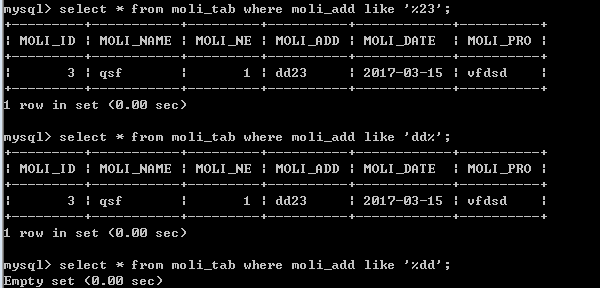 mysql> select * from moli_tab where moli_add like '%23';
+---------+-----------+---------+----------+------------+----------+
| MOLI_ID | MOLI_NAME | MOLI_NE | MOLI_ADD | MOLI_DATE | MOLI_PRO |
+---------+-----------+---------+----------+------------+----------+
| 3 | qsf | 1 | dd23 | 2017-03-15 | vfdsd |
+---------+-----------+---------+----------+------------+----------+
1 row in set (0.00 sec)
mysql> select * from moli_tab where moli_add like 'dd%';
+---------+-----------+---------+----------+------------+----------+
| MOLI_ID | MOLI_NAME | MOLI_NE | MOLI_ADD | MOLI_DATE | MOLI_PRO |
+---------+-----------+---------+----------+------------+----------+
| 3 | qsf | 1 | dd23 | 2017-03-15 | vfdsd |
+---------+-----------+---------+----------+------------+----------+
1 row in set (0.00 sec)
mysql> select * from moli_tab where moli_add like '%dd';
Empty set (0.00 sec)